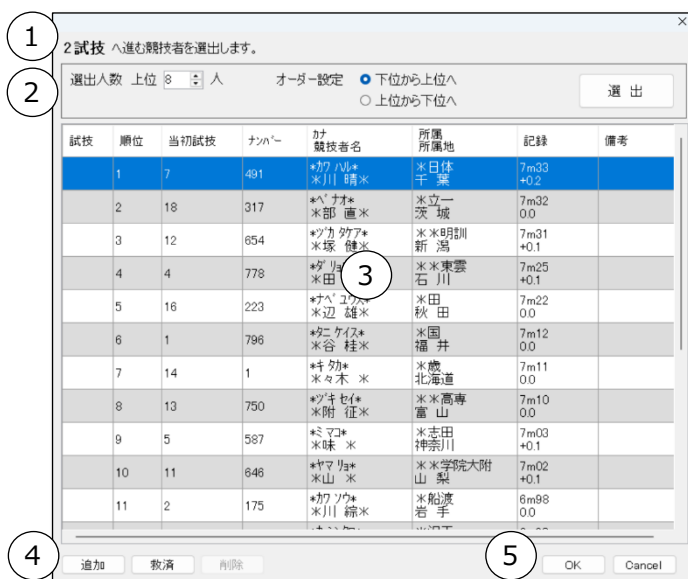 ×
1
2試技 へ進む競技者を選出します。
2
選出人数 上位 8 人 オーダー設定 下位から上位へ
上位から下位へ
選 出
試技 順位 当初試技 ナンバー カナ 所属 記録 備考
競技者名 所属地
1 7 491 *カワ ハル* ※日体 7m33
※川 晴※ 千 葉 +0.2
2 18 317 *ベ ナオ* ※立一 7m32
※部 直※ 茨 城 0.0
3 12 654 *ヅカ タケア* ※※明訓 7m31
※塚 健※ 新 潟 +0.1
4 4 778 *ダ ※※東雲 7m25
※田 3 石 川 +0.1
5 16 223 *ナベ ユウス* ※田 7m22
※辺 雄※ 秋 田 0.0
6 1 796 *タニ ケイス* ※国 7m12
※谷 桂※ 福 井 0.0
7 14 1 *キ タカ* ※歳 7m11
※々木 ※ 北海道 0.0
8 13 750 *ヅキ セイ* ※※高専 7m10
※附 征※ 富 山 0.0
9 5 587 *ミ マコ* ※志田 7m03
※味 ※ 神奈川 +0.1
10 11 646 *ヤマ リョ* ※※学院大附 7m02
※山 ※ 山 梨 +0.1
11 2 175 *カワ ソウ* ※船渡 6m98
※川 綜※ 岩 手 0.0
4 追加 救済 削除 5 OK Cancel